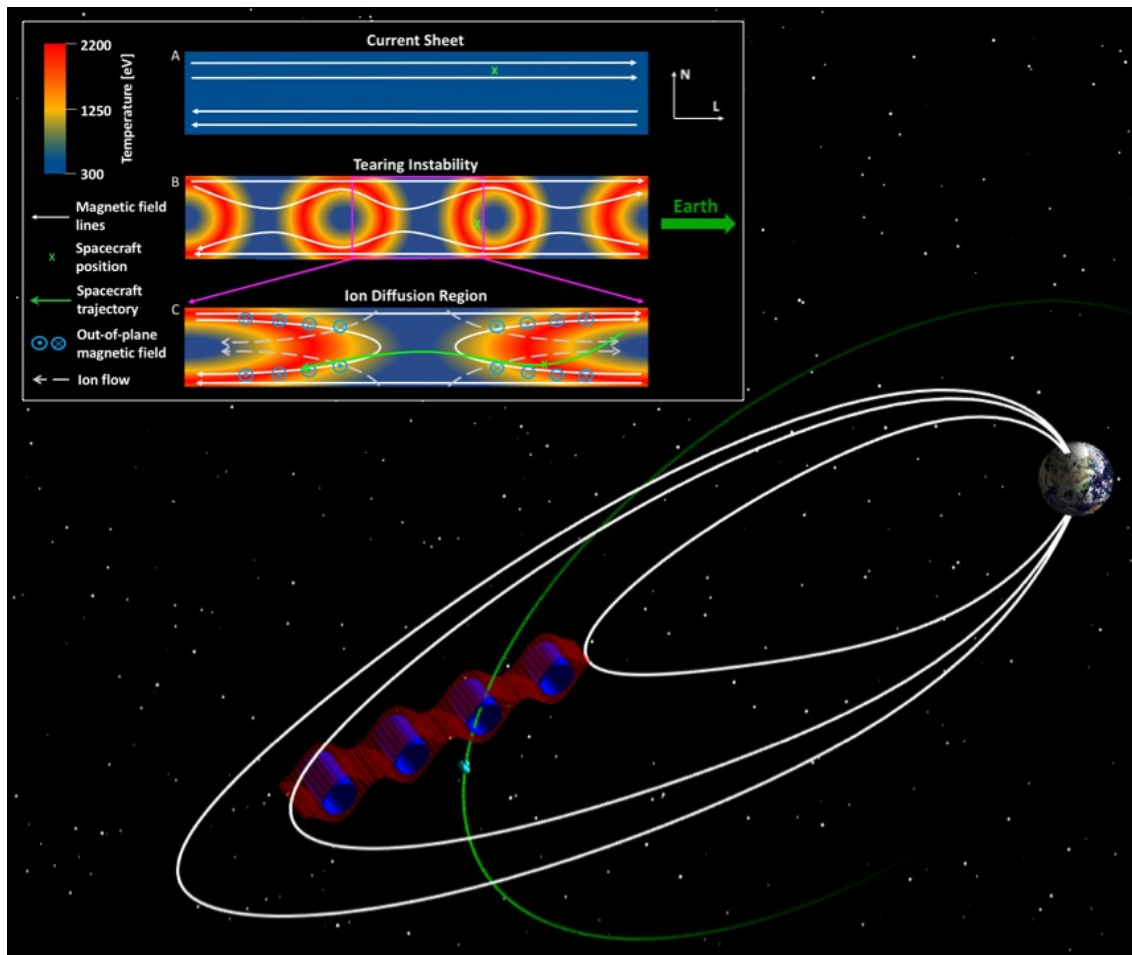 Current Sheet
A
2200
1250
300
Temperature [eV]
x
N
L
Tearing Instability
B
x
Earth
Magnetic field
lines
x
Spacecraft
position
Ion Diffusion Region
C
x
Spacecraft
trajectory
Out-of-plane
magnetic field
Ion flow